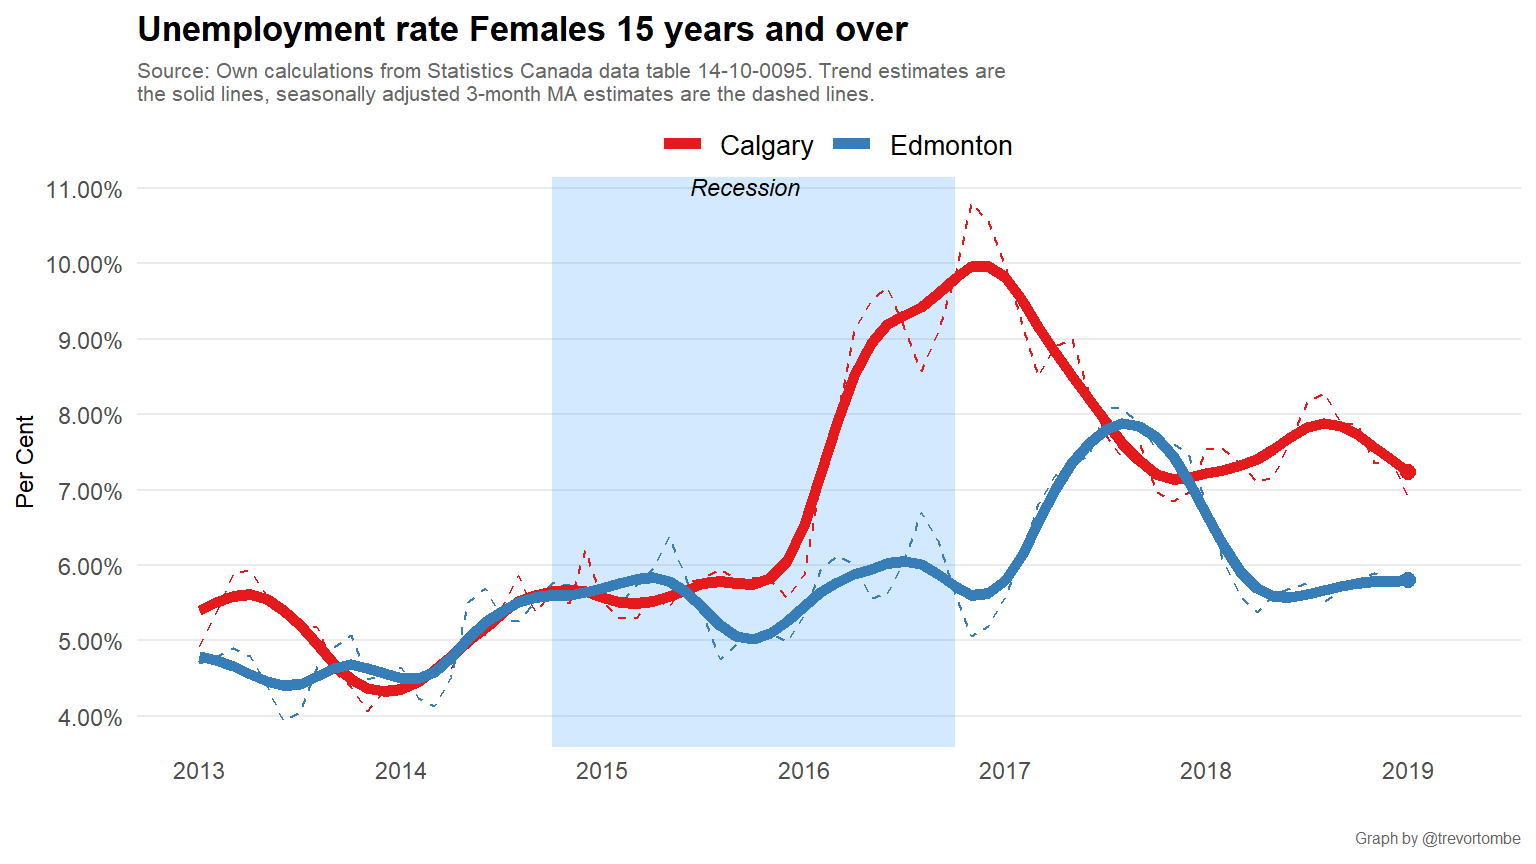 Unemployment rate Females 15 years and over
Source: Own calculations from Statistics Canada data table 14-10-0095. Trend estimates are
the solid lines, seasonally adjusted 3-month MA estimates are the dashed lines.
Calgary Edmonton
Recession
11.00%
10.00%
9.00%
8.00%
7.00%
6.00%
5.00%
4.00%
Per Cent
2013 2014 2015 2016 2017 2018 2019
Graph by @trevortombe